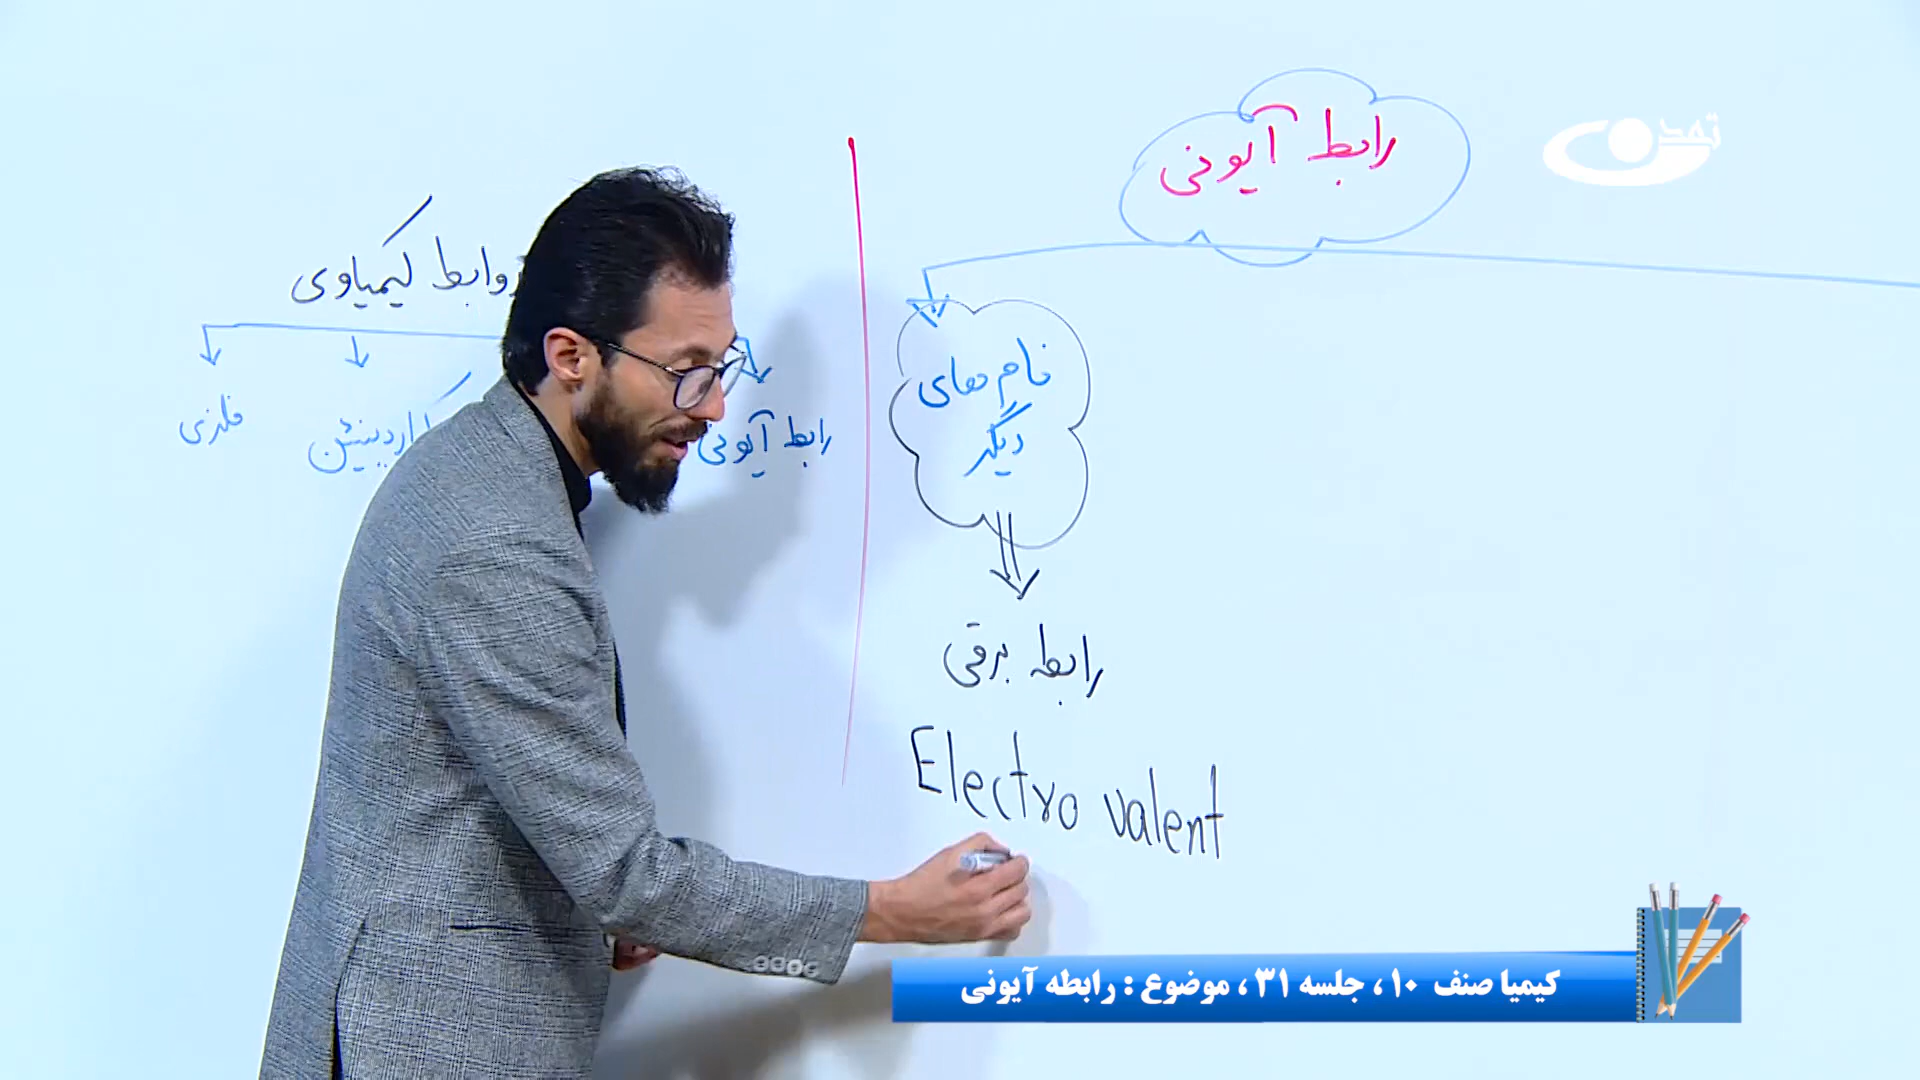 رابط آیونی
تمدن
روابط کیمیاوی
رابط آیونی
فلزی
نام های
دیگر
رابطه برقی
Electro valent
کیمیا صنف ۱۰ ، جلسه ۳۱ ، موضوع : رابطه آیونی